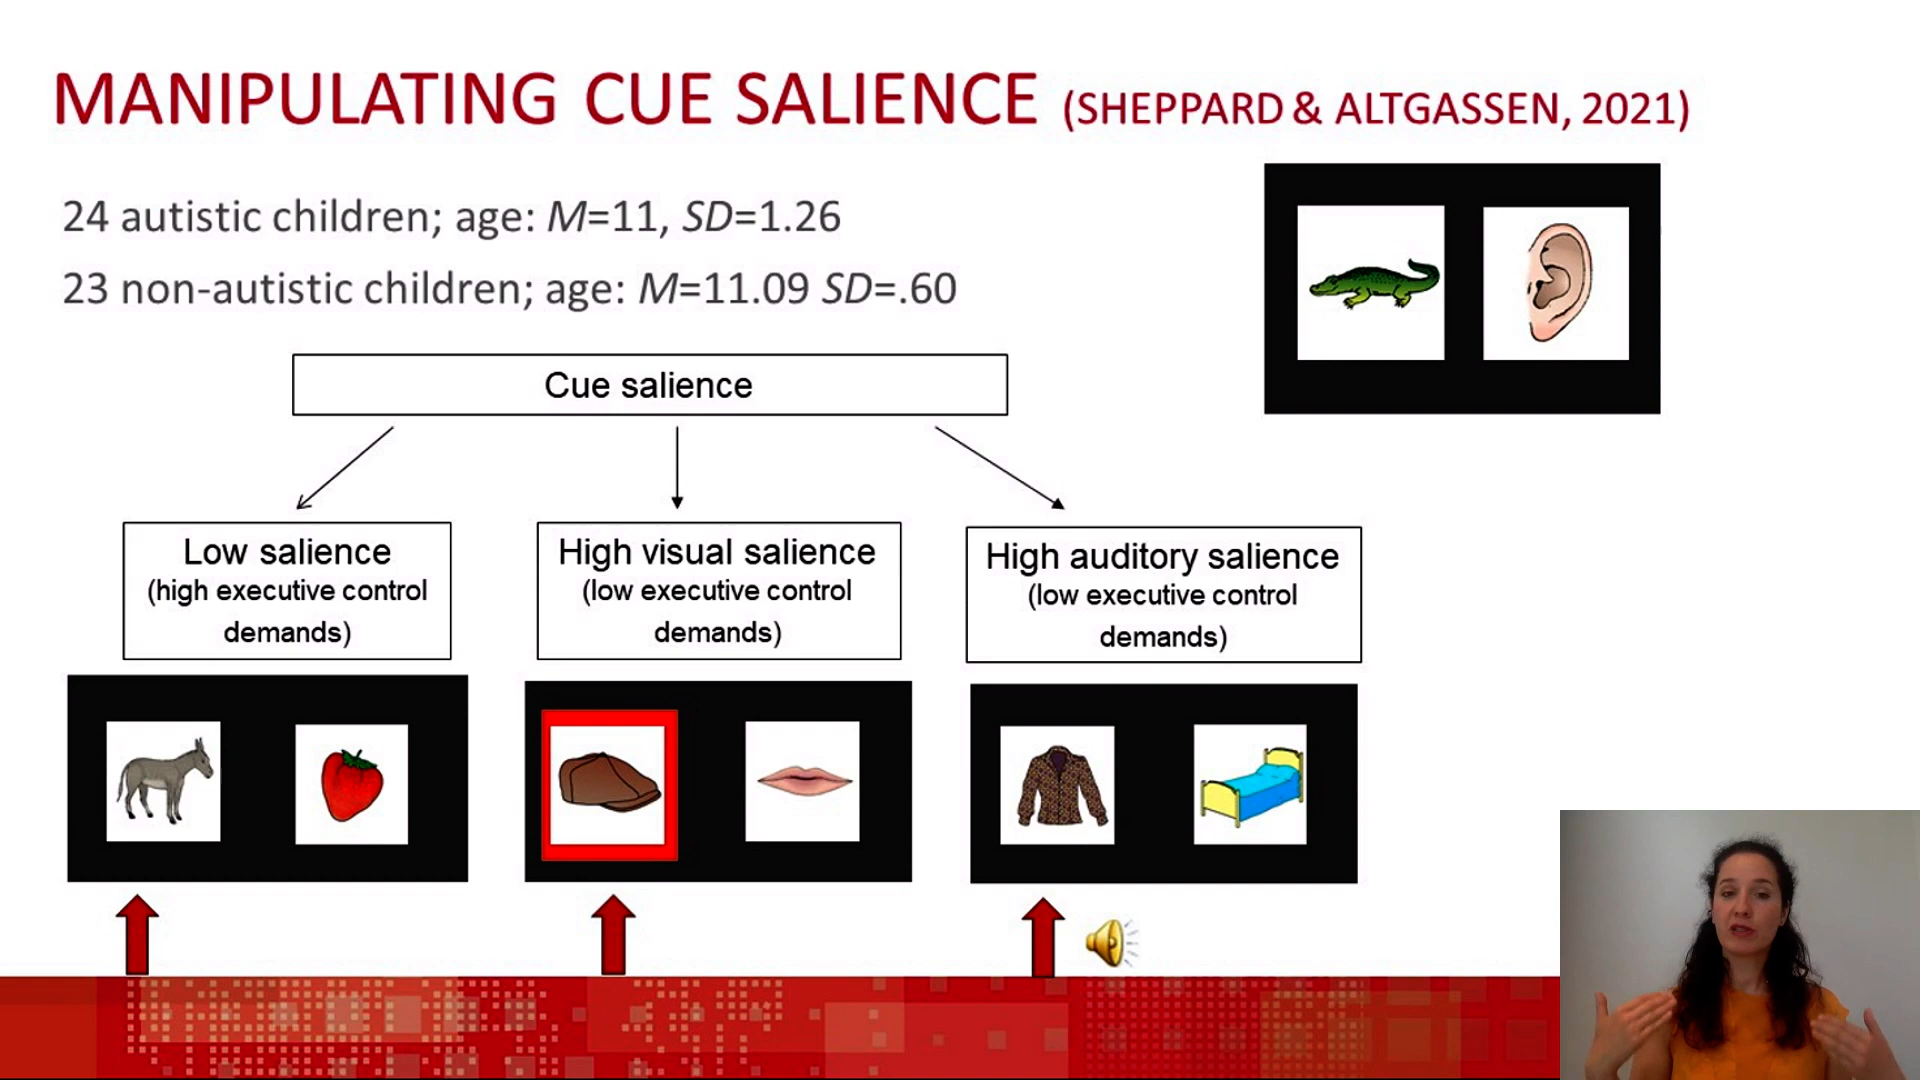 MANIPULATING CUE SALIENCE (SHEPPARD & ALTGASSEN, 2021)
24 autistic children; age: M=11, SD=1.26
23 non-autistic children; age: M=11.09 SD=.60
Cue salience
Low salience
(high executive control
demands)
High visual salience
(low executive control
demands)
High auditory salience
(low executive control
demands)